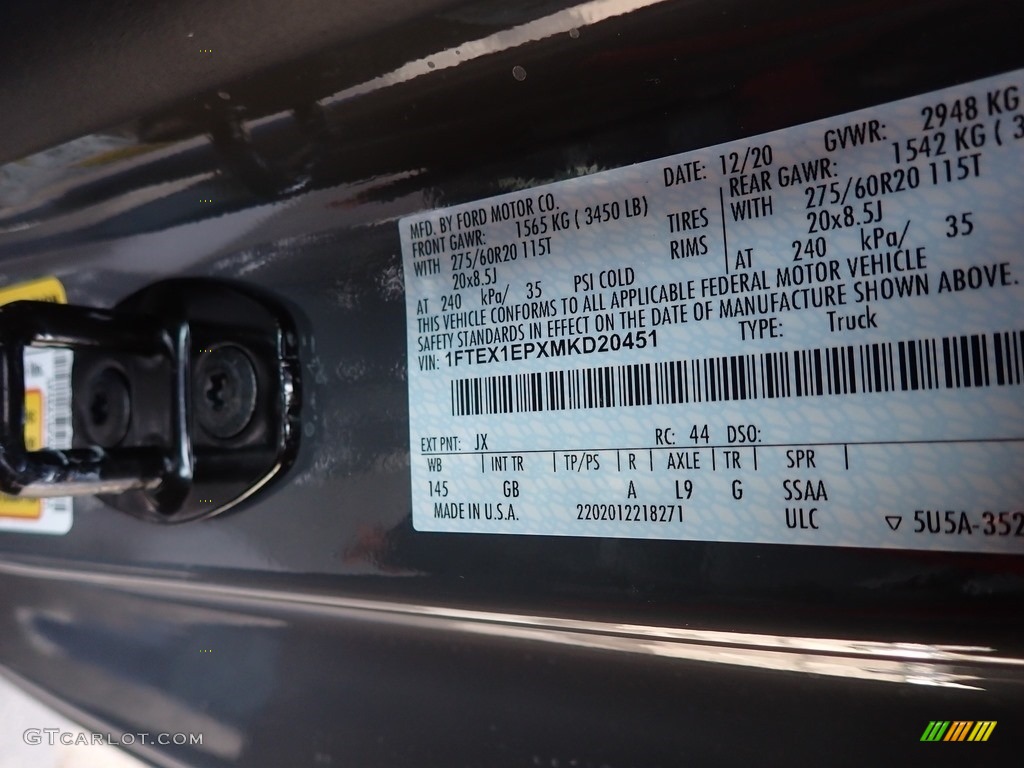 MFD. BY FORD MOTOR CO. DATE: 12/20 GVWR: 2948 KG
FRONT GAWR: 1565 KG ( 3450 LB) REAR GAWR: 1542 KG ( 3
WITH 275/60R20 115T TIRES WITH 275/60R20 115T
20x8.5J RIMS 20x8.5J
AT 240 kPa/ 35 PSI COLD AT 240 kPa/ 35
THIS VEHICLE CONFORMS TO ALL APPLICABLE FEDERAL MOTOR VEHICLE
SAFETY STANDARDS IN EFFECT ON THE DATE OF MANUFACTURE SHOWN ABOVE.
VIN: 1FTEX1EPXMKD20451 TYPE: Truck
EXT PNT: JX RC: 44 DSO:
WB INT TR TP/PS R AXLE TR SPR
145 GB A L9 G SSAA
MADE IN U.S.A. 2202012218271 ULC ▽ 5U5A-352
GTCARLOT.COM